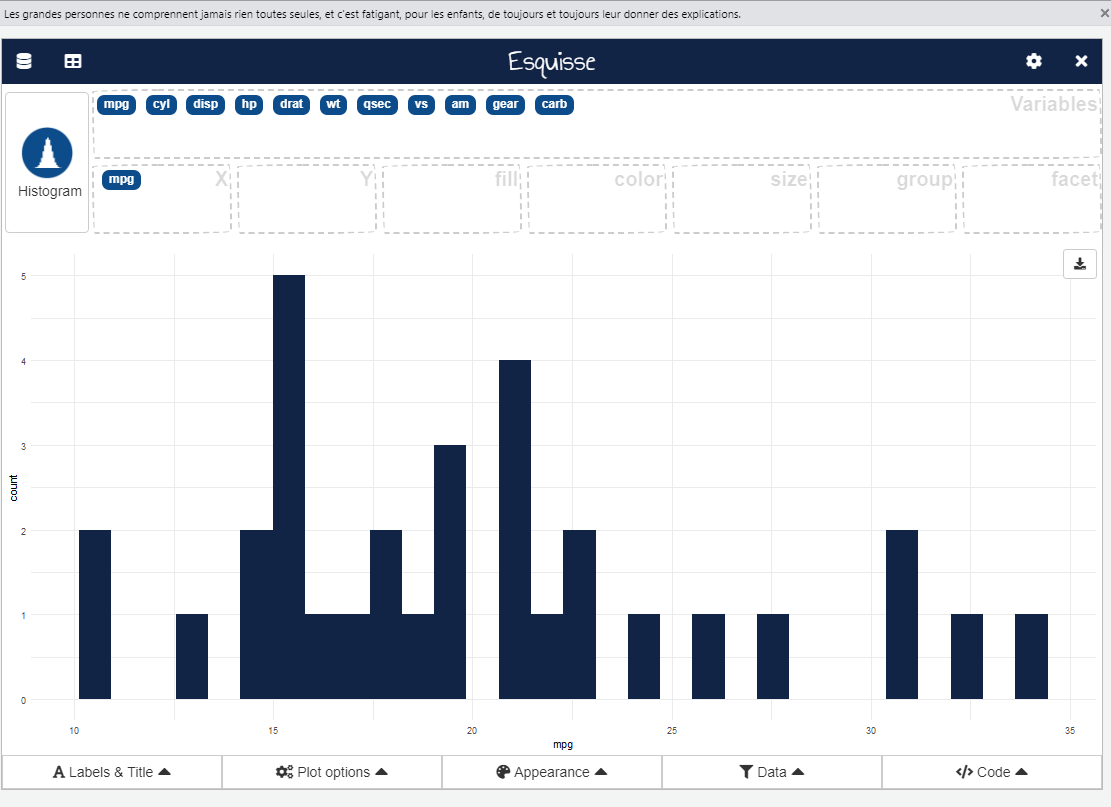 Les grandes personnes ne comprennent jamais rien toutes seules, et c'est fatigant, pour les enfants, de toujours et toujours leur donner des explications.
Esquisse
mpg cyl disp hp drat wt qsec vs am gear carb Variables
Histogram
mpg X Y fill color size group facet
5
4
3
2
1
0
count
10 15 20 25 30 35
mpg
Labels & Title Plot options Appearance Data Code